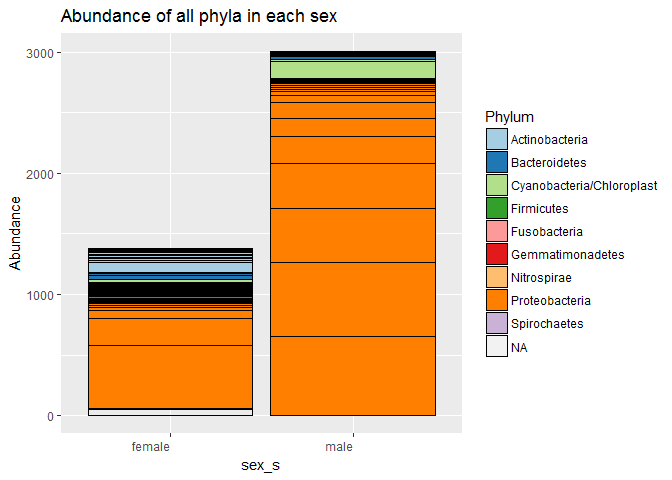 Abundance of all phyla in each sex
3000
2000
1000
0
Abundance
female
male
sex_s
Phylum
Actinobacteria
Bacteroidetes
Cyanobacteria/Chloroplast
Firmicutes
Fusobacteria
Gemmatimonadetes
Nitrospirae
Proteobacteria
Spirochaetes
NA